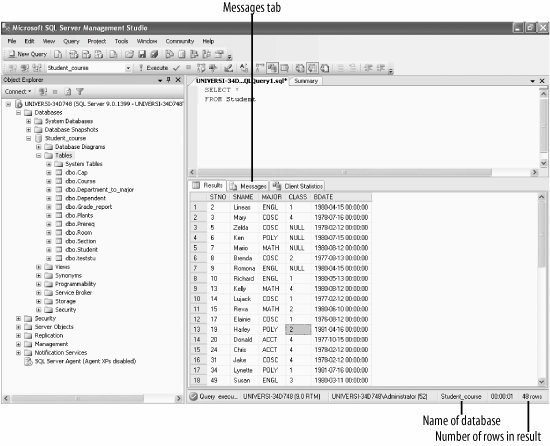 Messages tab
Microsoft SQL Server Management Studio
File Edit View Query Project Tools Window Community Help
New Query
Student_course Execute
Object Explorer
UNIVERSI-34D...QLQuery1.sql* Summary
Connect
SELECT *
FROM Student
UNIVERSI-34D748 (SQL Server 9.0.1399 - UNIVERSI-34D748
Databases
System Databases
Database Snapshots
Student_course
Database Diagrams
Tables
System Tables
dbo.Cap
dbo.Course
dbo.Department_to_major
dbo.Dependent
dbo.Grade_report
dbo.Plants
dbo.Prereq
dbo.Room
dbo.Section
dbo.Student
dbo.teststu
Views
Synonyms
Programmability
Service Broker
Storage
Security
Security
Server Objects
Replication
Management
Notification Services
SQL Server Agent (Agent XPs disabled)
Results Messages Client Statistics
STNO SNAME MAJOR CLASS BDATE
1 2 Lineas ENGL 1 1980-04-15 00:00:00
2 3 Mary COSC 4 1978-07-16 00:00:00
3 5 Zelda COSC NULL 1978-02-12 00:00:00
4 6 Ken POLY NULL 1980-07-15 00:00:00
5 7 Mario MATH NULL 1980-08-12 00:00:00
6 8 Brenda COSC 2 1977-08-13 00:00:00
7 9 Romona ENGL NULL 1980-04-15 00:00:00
8 10 Richard ENGL 1 1980-05-13 00:00:00
9 13 Kelly MATH 4 1980-08-12 00:00:00
10 14 Lujack COSC 1 1977-02-12 00:00:00
11 15 Reva MATH 2 1980-06-10 00:00:00
12 17 Elainie COSC 1 1976-08-12 00:00:00
13 19 Harley POLY 2 1981-04-16 00:00:00
14 20 Donald ACCT 4 1977-10-15 00:00:00
15 24 Chris ACCT 4 1978-02-12 00:00:00
16 31 Jake COSC 4 1978-02-12 00:00:00
17 34 Lynette POLY 1 1981-07-16 00:00:00
18 49 Susan ENGL 3 1980-03-11 00:00:00
Query execu... UNIVERSI-34D748 (9.0 RTM) UNIVERSI-34D748\Administrator (52) Student_course 00:00:01 48 rows
Name of database
Number of rows in result